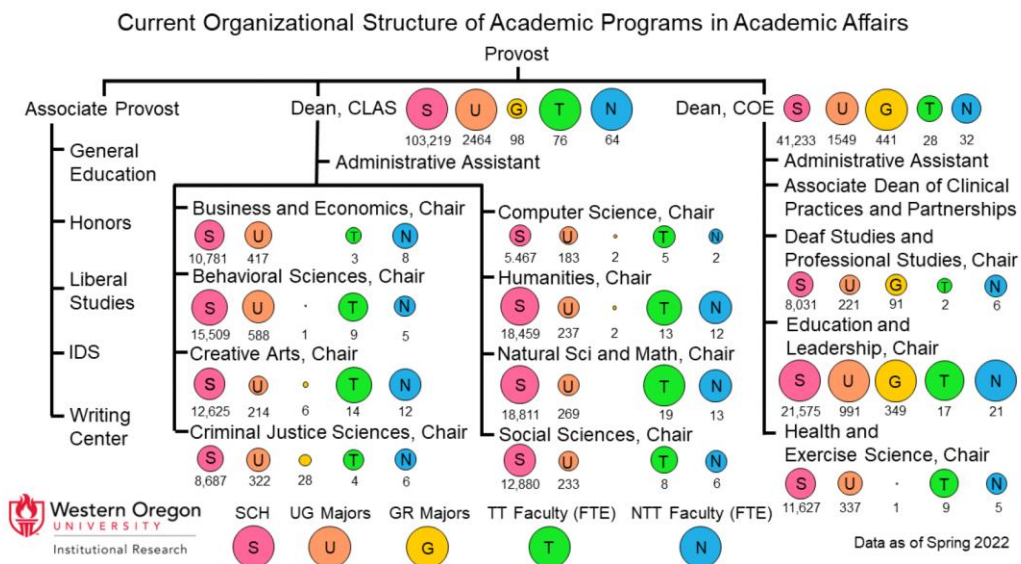 Current Organizational Structure of Academic Programs in Academic Affairs
Provost
Associate Provost
General
Education
Honors
Liberal
Studies
IDS
Writing
Center
Dean, CLAS S U G T N
103,219 2464 98 76 64
Administrative Assistant
Business and Economics, Chair
S U T N
10,781 417 3 8
Behavioral Sciences, Chair
S U T N
15,509 588 1 9 5
Creative Arts, Chair
S U T N
12,625 214 6 14 12
Criminal Justice Sciences, Chair
S U T N
8,687 322 28 4 6
Computer Science, Chair
S U T N
5.467 183 2 5 2
Humanities, Chair
S U T N
18,459 237 2 13 12
Natural Sci and Math, Chair
S U T N
18,811 269 19 13
Social Sciences, Chair
S U T N
12,880 233 8 6
Dean, COE S U G T N
41,233 1549 441 28 32
Administrative Assistant
Associate Dean of Clinical
Practices and Partnerships
Deaf Studies and
Professional Studies, Chair
S U G T N
8,031 221 91 2 6
Education and
Leadership, Chair
S U G T N
21,575 991 349 17 21
Health and
Exercise Science, Chair
S U T N
11,627 337 1 9 5
Western Oregon
UNIVERSITY
Institutional Research
SCH UG Majors GR Majors TT Faculty (FTE) NTT Faculty (FTE)
S U G T N
Data as of Spring 2022